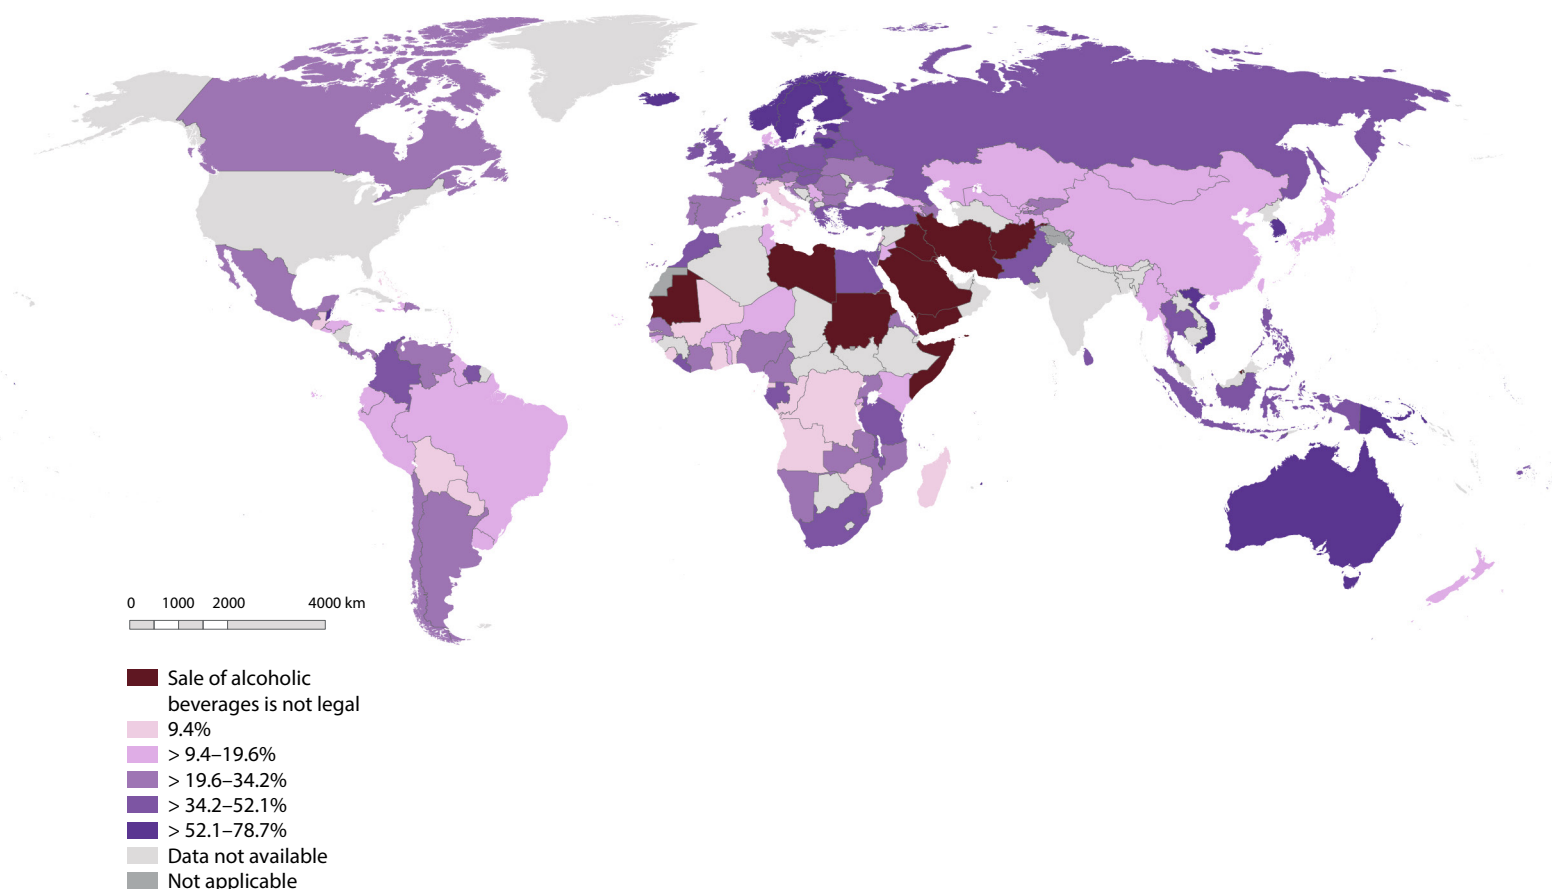 0 1000 2000 4000 km
Sale of alcoholic
beverages is not legal
9.4%
> 9.4–19.6%
> 19.6–34.2%
> 34.2–52.1%
> 52.1–78.7%
Data not available
Not applicable